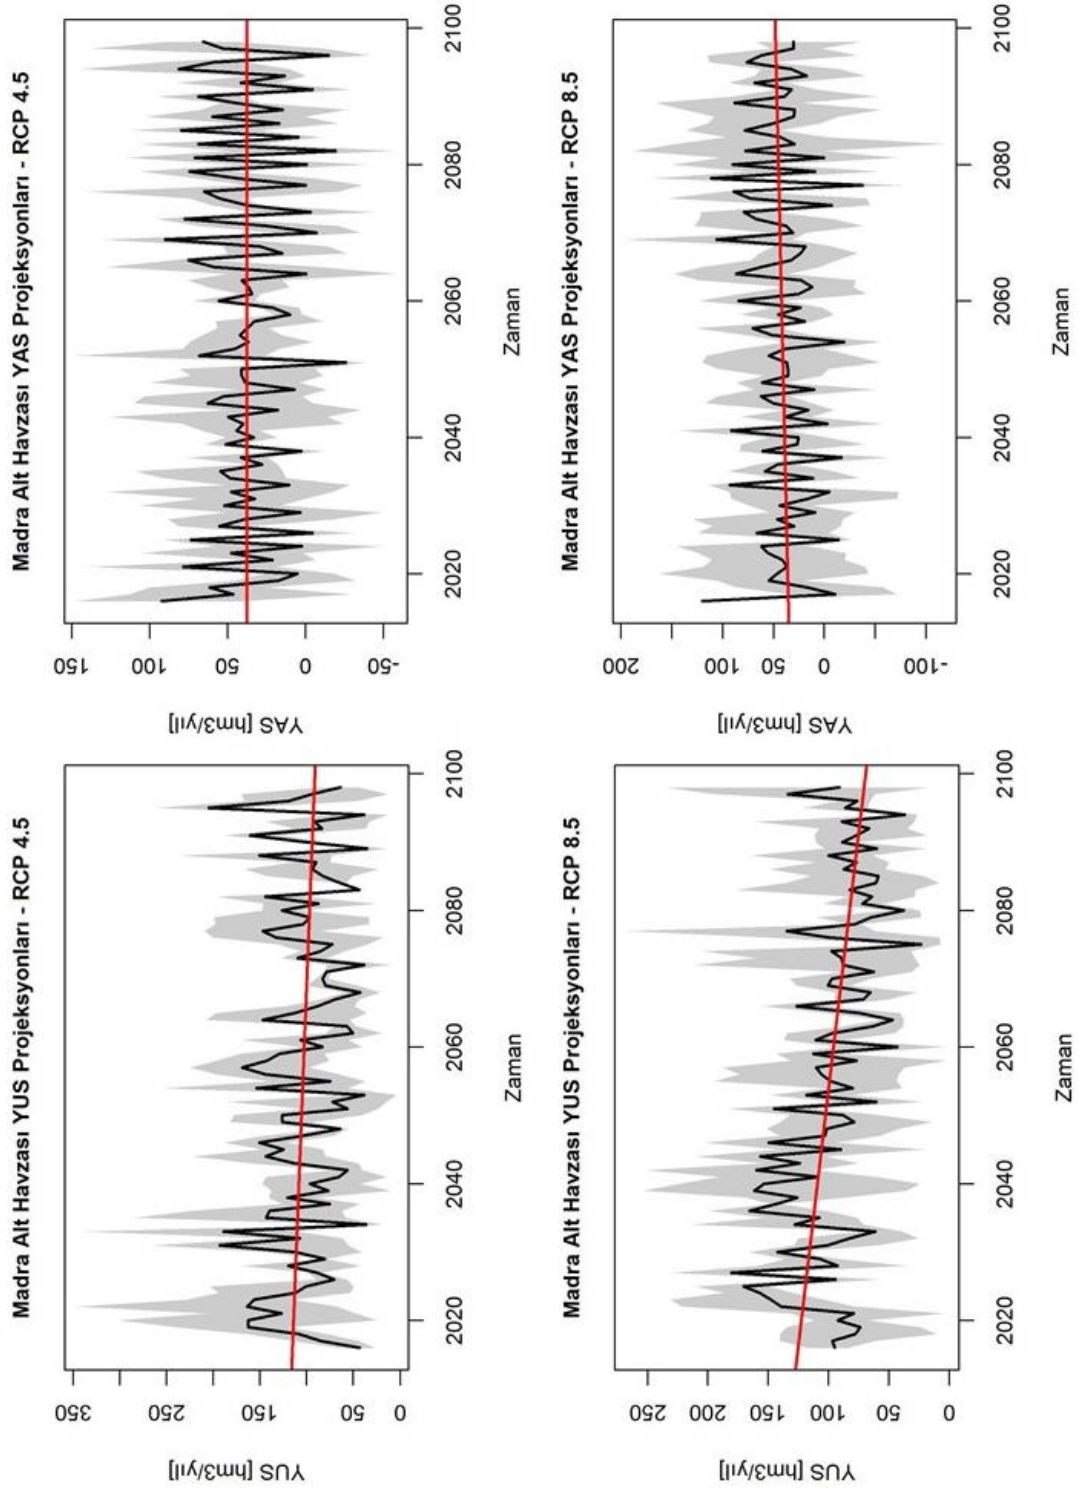 Madra Alt Havzası YUS Projeksyonları - RCP 4.5
YUS [hm3/yıl]
350
250
150
50
0
2020 2040 2060 2080 2100
Zaman
Madra Alt Havzası YAS Projeksyonları - RCP 4.5
YAS [hm3/yıl]
150
100
50
0
-50
2020 2040 2060 2080 2100
Zaman
Madra Alt Havzası YUS Projeksyonları - RCP 8.5
YUS [hm3/yıl]
250
200
150
100
50
0
2020 2040 2060 2080 2100
Zaman
Madra Alt Havzası YAS Projeksyonları - RCP 8.5
YAS [hm3/yıl]
200
100
50
0
-100
2020 2040 2060 2080 2100
Zaman